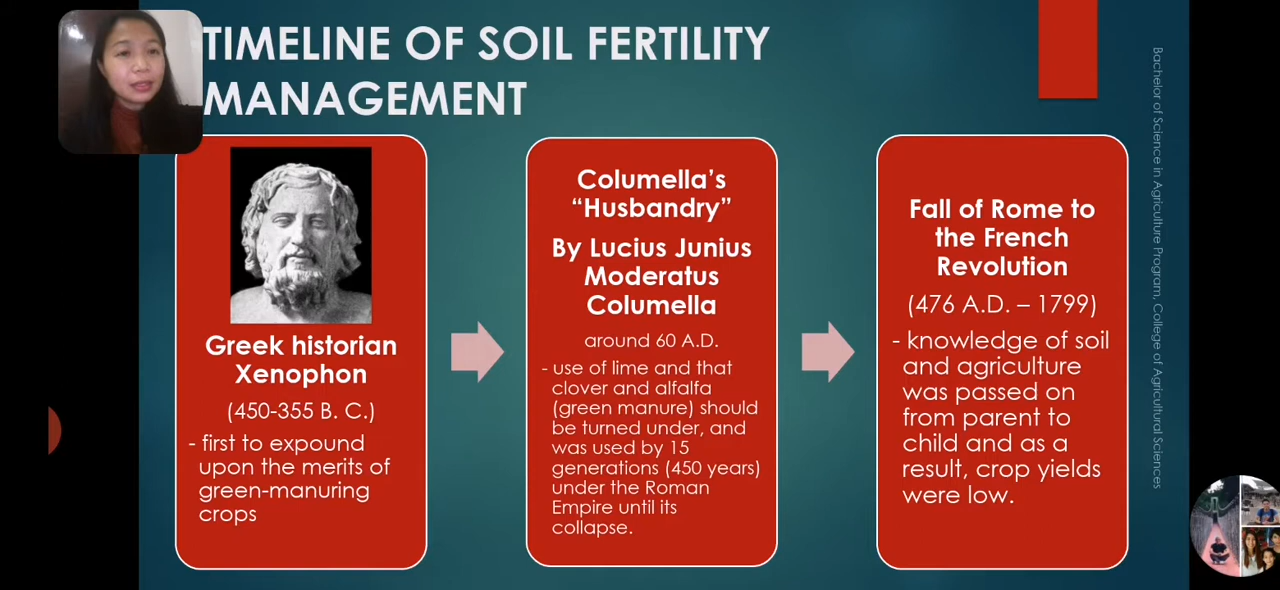 TIMELINE OF SOIL FERTILITY
MANAGEMENT
Greek historian
Xenophon
(450-355 B. C.)
- first to expound
upon the merits of
green-manuring
crops
Columella’s
“Husbandry”
By Lucius Junius
Moderatus
Columella
around 60 A.D.
- use of lime and that
clover and alfalfa
(green manure) should
be turned under, and
was used by 15
generations (450 years)
under the Roman
Empire until its
collapse.
Fall of Rome to
the French
Revolution
(476 A.D. – 1799)
- knowledge of soil
and agriculture
was passed on
from parent to
child and as a
result, crop yields
were low.
Bachelor of Science in Agriculture Program, College of Agricultural Sciences